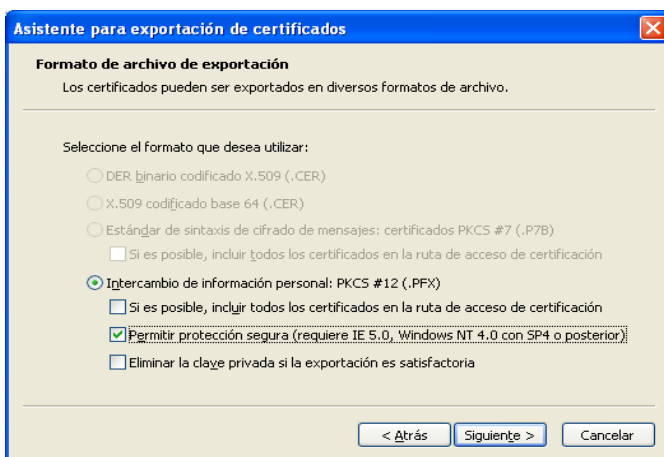 Asistente para exportación de certificados
Formato de archivo de exportación
Los certificados pueden ser exportados en diversos formatos de archivo.
Seleccione el formato que desea utilizar:
DER binario codificado X.509 (.CER)
X.509 codificado base 64 (.CER)
Estándar de sintaxis de cifrado de mensajes: certificados PKCS #7 (.P7B)
Si es posible, incluir todos los certificados en la ruta de acceso de certificación
Intercambio de información personal: PKCS #12 (.PFX)
Si es posible, incluir todos los certificados en la ruta de acceso de certificación
Permitir protección segura (requiere IE 5.0, Windows NT 4.0 con SP4 o posterior)
Eliminar la clave privada si la exportación es satisfactoria
< Atrás Siguiente > Cancelar